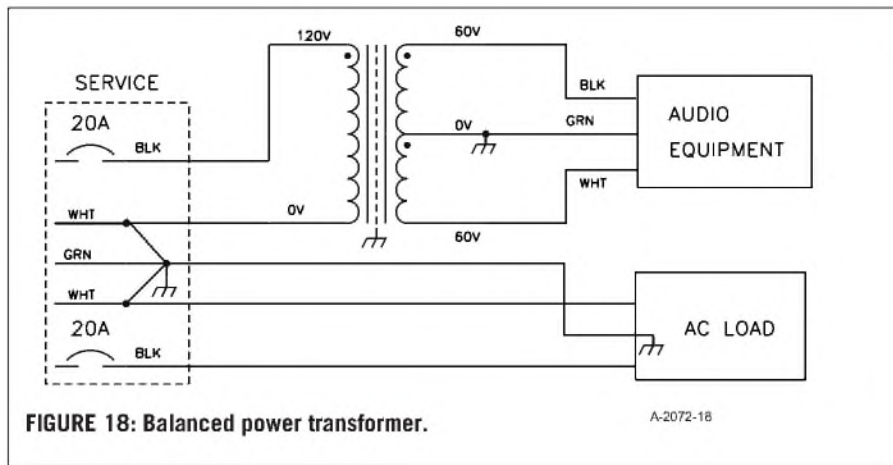 120V
60V
SERVICE
BLK
20A
AUDIO
EQUIPMENT
0V
GRN
BLK
WHT
WHT
0V
60V
GRN
WHT
AC LOAD
20A
BLK
FIGURE 18: Balanced power transformer.
A-2072-18